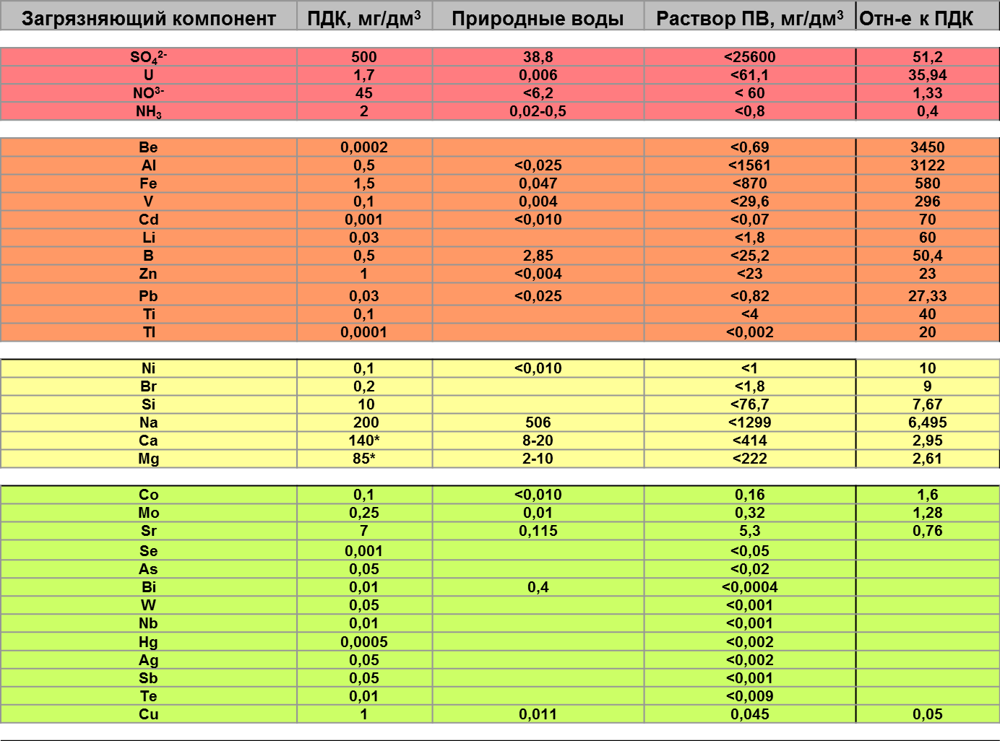 Загрязняющий компонент ПДК, мг/дм³ Природные воды Раствор ПВ, мг/дм³ Отн-е к ПДК
SO₄²⁻ 500 38,8 <25600 51,2
U 1,7 0,006 <61,1 35,94
NO³⁻ 45 <6,2 < 60 1,33
NH₃ 2 0,02-0,5 <0,8 0,4
Be 0,0002 <0,69 3450
Al 0,5 <0,025 <1561 3122
Fe 1,5 0,047 <870 580
V 0,1 0,004 <29,6 296
Cd 0,001 <0,010 <0,07 70
Li 0,03 <1,8 60
B 0,5 2,85 <25,2 50,4
Zn 1 <0,004 <23 23
Pb 0,03 <0,025 <0,82 27,33
Ti 0,1 <4 40
Tl 0,0001 <0,002 20
Ni 0,1 <0,010 <1 10
Br 0,2 <1,8 9
Si 10 <76,7 7,67
Na 200 506 <1299 6,495
Ca 140* 8-20 <414 2,95
Mg 85* 2-10 <222 2,61
Co 0,1 <0,010 0,16 1,6
Mo 0,25 0,01 0,32 1,28
Sr 7 0,115 5,3 0,76
Se 0,001 <0,05
As 0,05 <0,02
Bi 0,01 0,4 <0,0004
W 0,05 <0,001
Nb 0,01 <0,001
Hg 0,0005 <0,002
Ag 0,05 <0,002
Sb 0,05 <0,001
Te 0,01 <0,009
Cu 1 0,011 0,045 0,05